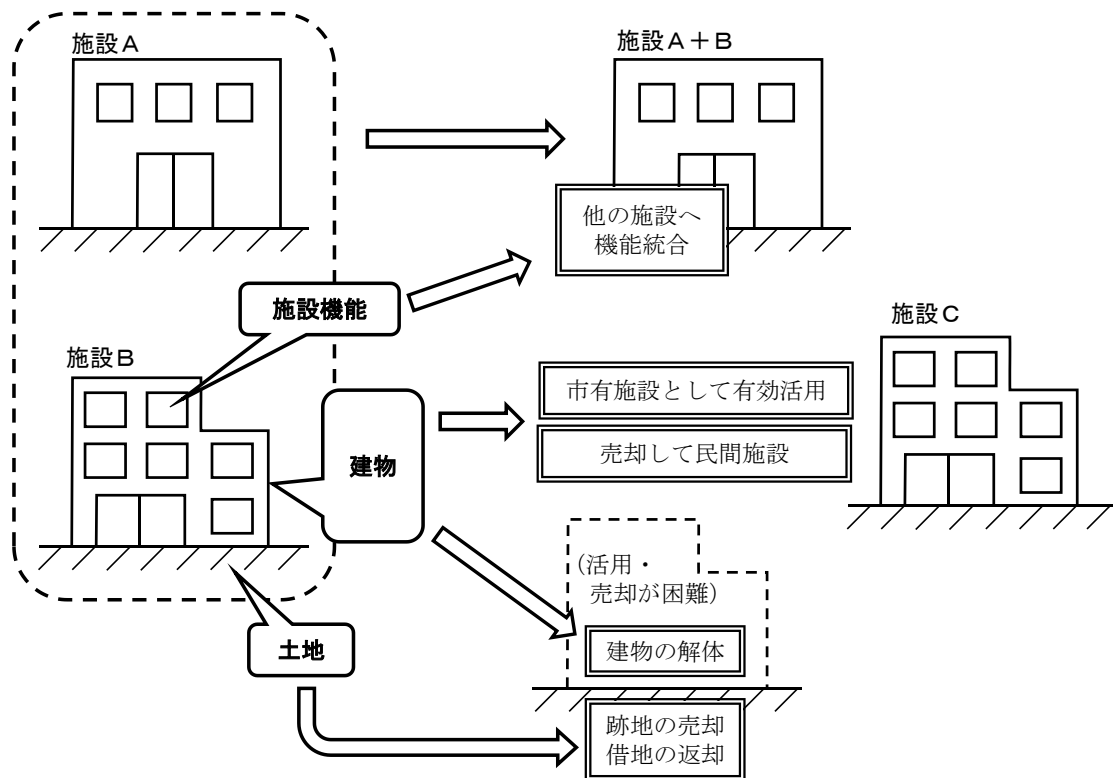 施設A
施設A+B
他の施設へ
機能統合
施設機能
施設B
施設C
建物
市有施設として有効活用
売却して民間施設
(活用・
売却が困難)
建物の解体
土地
跡地の売却
借地の返却